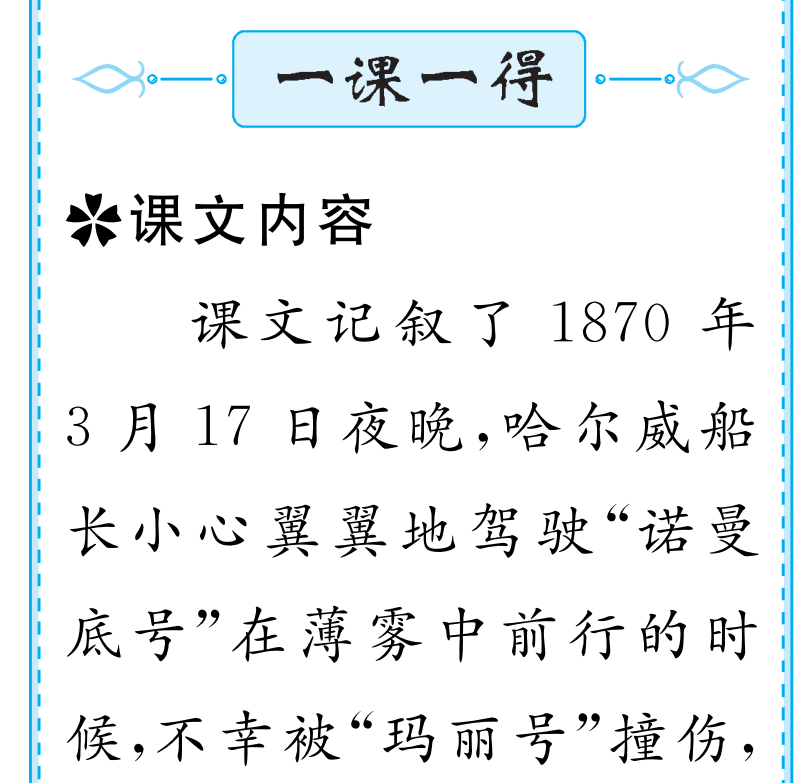 一课一得
课文内容
课文记叙了 1870 年
3 月 17 日夜晚,哈尔威船
长小心翼翼地驾驶“诺曼
底号”在薄雾中前行的时
候,不幸被“玛丽号”撞伤,